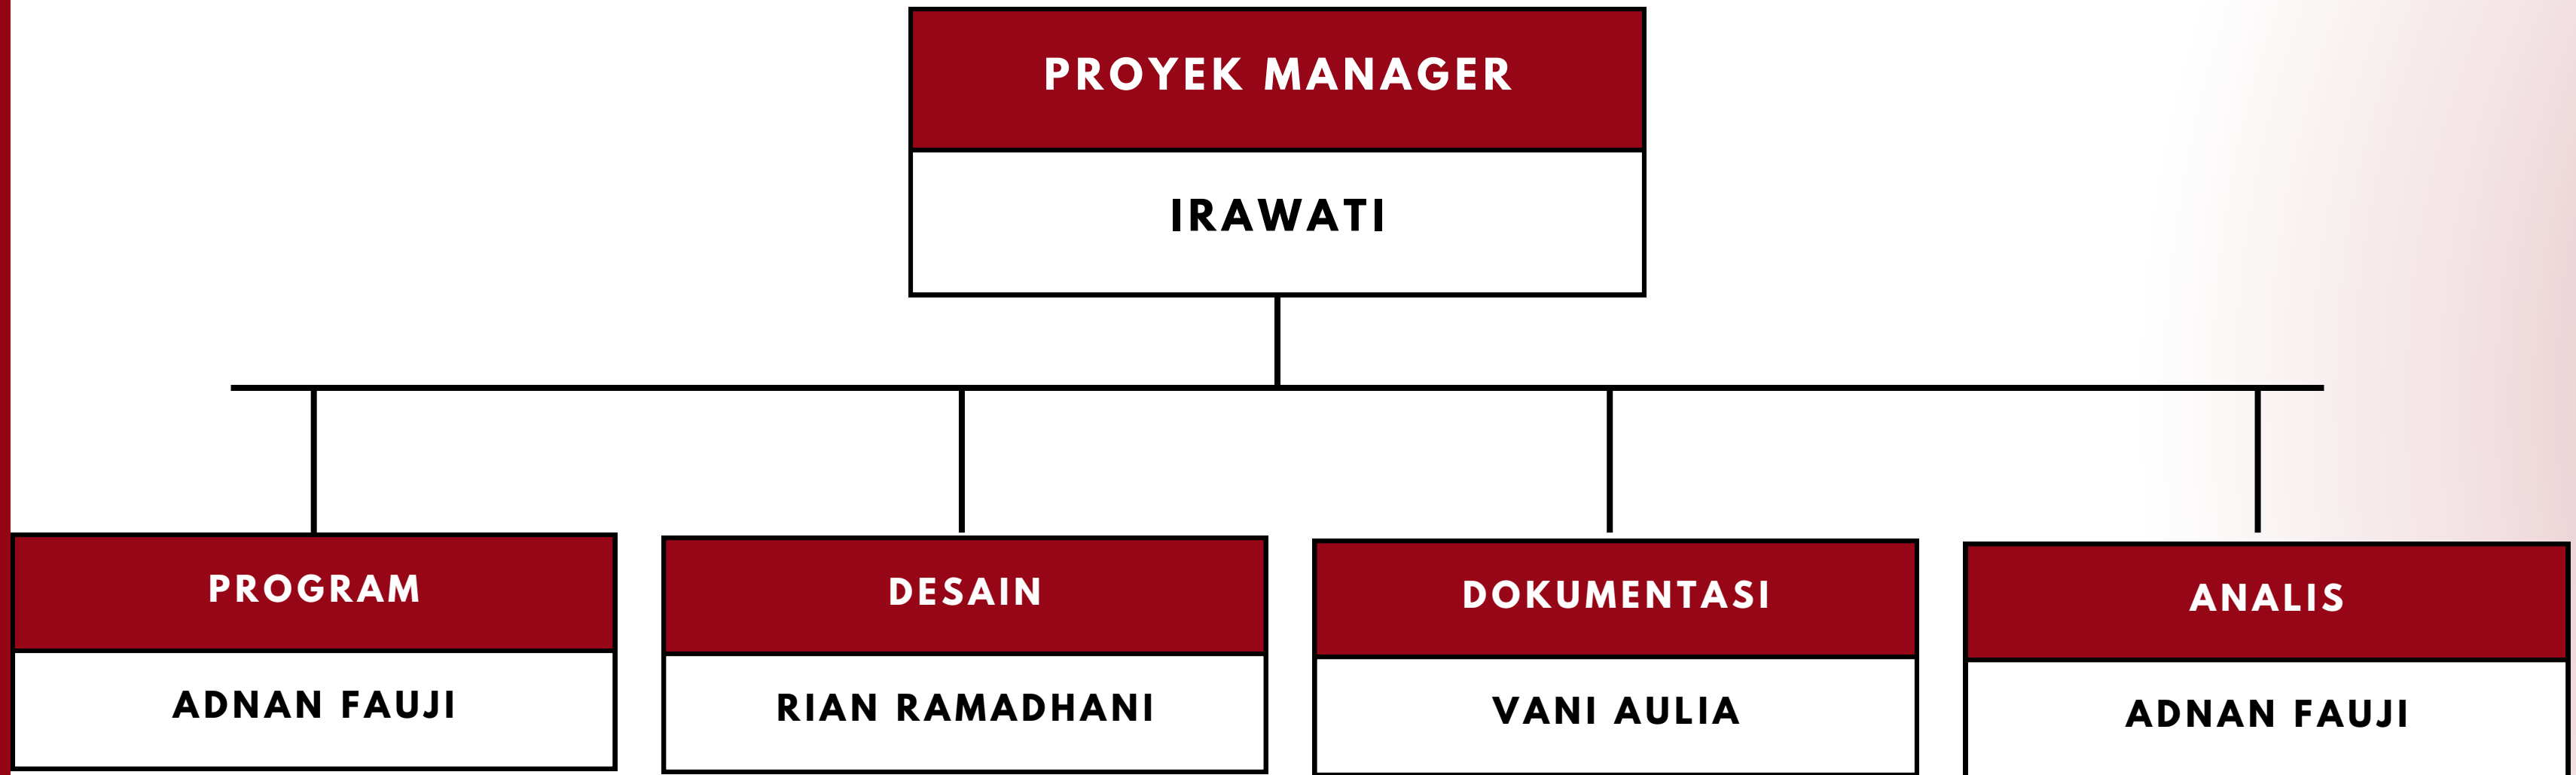 PROYEK MANAGER
IRAWATI
PROGRAM
ADNAN FAUJI
DESAIN
RIAN RAMADHANI
DOKUMENTASI
VANI AULIA
ANALIS
ADNAN FAUJI